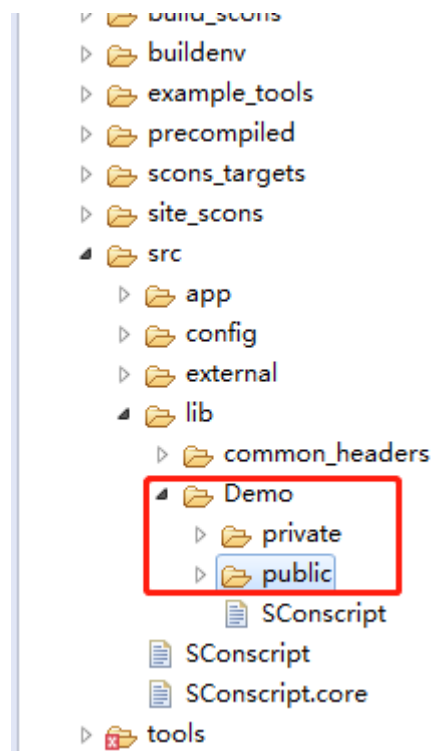 build_scons
buildenv
example_tools
precompiled
scons_targets
site_scons
src
app
config
external
lib
common_headers
Demo
private
public
SConscript
SConscript
SConscript.core
tools